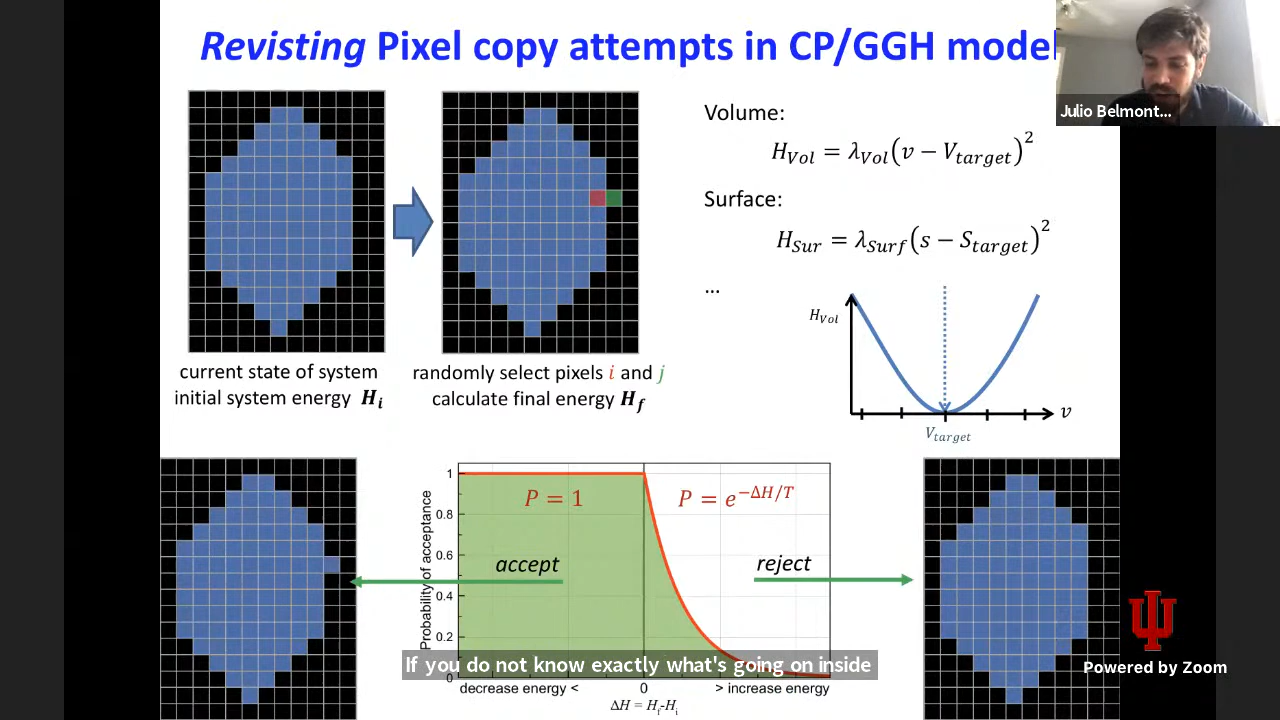 Revisting Pixel copy attempts in CP/GGH model
Julio Belmont...
Volume:
H_Vol = λ_Vol(v − V_target)^2
Surface:
H_Sur = λ_Surf(s − S_target)^2
...
H_Vol
v
V_target
current state of system
initial system energy H_i
randomly select pixels i and j
calculate final energy H_f
Probability of acceptance
1
0.8
0.6
0.4
0.2
0
P = 1
P = e^−ΔH/T
accept
reject
If you do not know exactly what's going on inside
decrease energy <
0
> increase energy
ΔH = H_f-H_i
Powered by Zoom